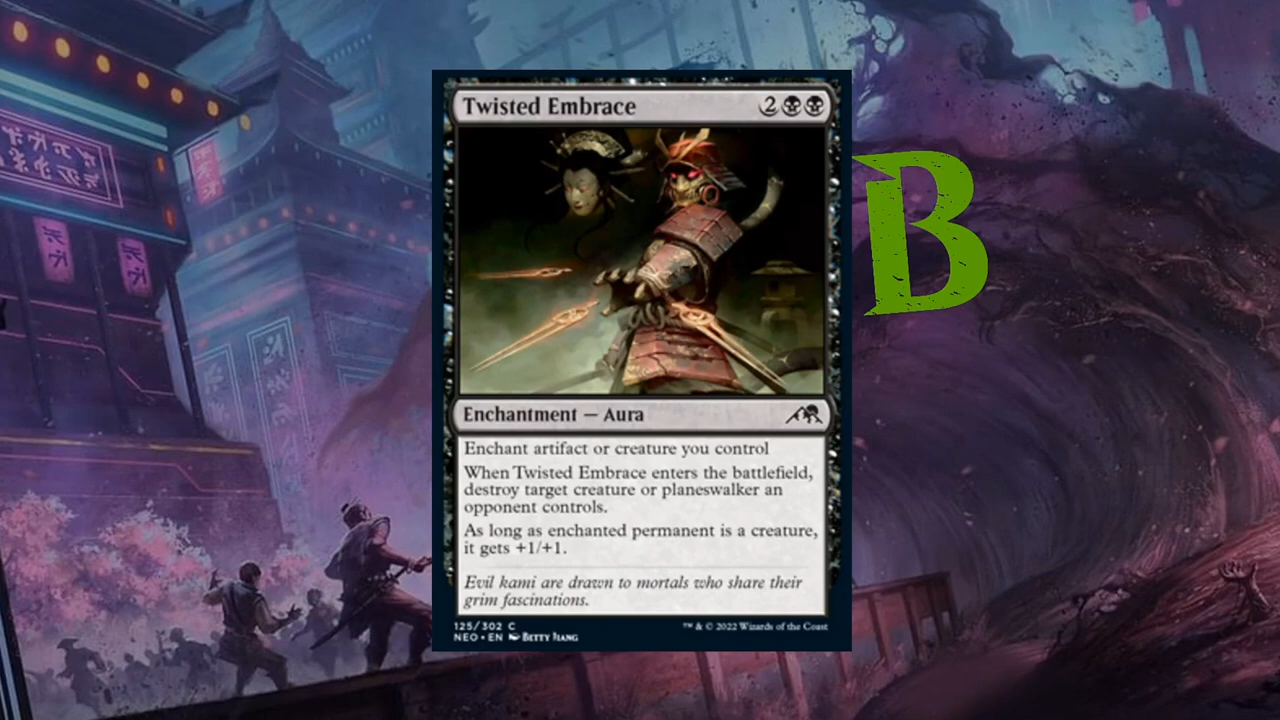 Twisted Embrace 2
B
Enchantment — Aura
Enchant artifact or creature you control
When Twisted Embrace enters the battlefield,
destroy target creature or planeswalker an
opponent controls.
As long as enchanted permanent is a creature,
it gets +1/+1.
Evil kami are drawn to mortals who share their
grim fascinations.
125/302 C
NEO • EN BETTY JIANG
™ & © 2022 Wizards of the Coast